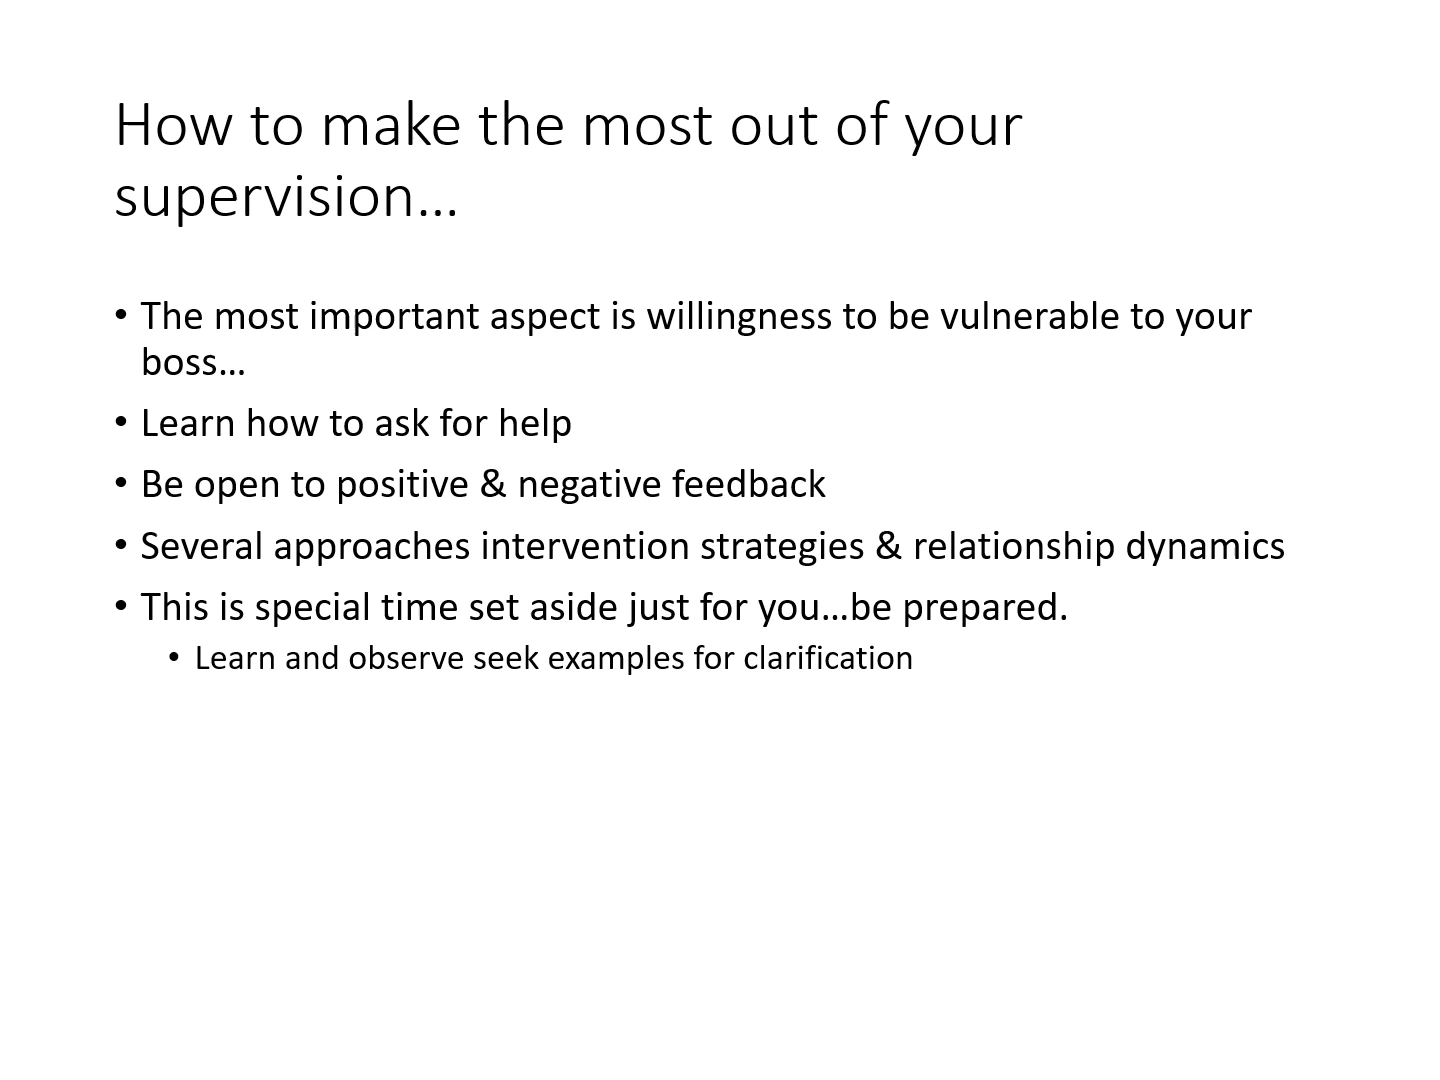 How to make the most out of your
supervision…
• The most important aspect is willingness to be vulnerable to your
boss…
• Learn how to ask for help
• Be open to positive & negative feedback
• Several approaches intervention strategies & relationship dynamics
• This is special time set aside just for you…be prepared.
• Learn and observe seek examples for clarification